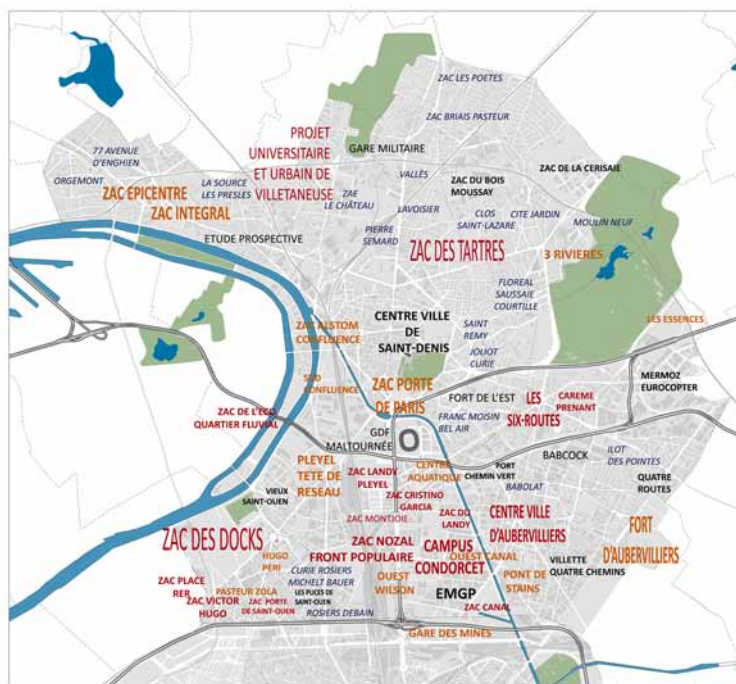 ZAC LES POETES
ZAC BRIAIS PASTEUR
PROJET
UNIVERSITAIRE
ET URBAIN DE
VILLETANEUSE
GARE MILITAIRE
77 AVENUE
D'ENGHIEN
ORGEMONT
ZAC EPICENTRE
ZAC INTEGRAL
LA SOURCE
LES PRESLES
ZAE
LE CHÂTEAU
VALLÈS
ZAC DU BOIS
MOUSSAY
ZAC DE LA CERISAIE
LAVOISIER
CLOS
SAINT-LAZARE
CITE JARDIN
MOULIN NEUF
PIERRE
SEMARD
ETUDE PROSPECTIVE
ZAC DES TARTRES
3 RIVIERES
FLOREAL
SAUSSAIE
COURTILLE
ZAC ALSTOM
CONFLUENCE
CENTRE VILLE
DE
SAINT-DENIS
SAINT
REMY
JOLIOT
CURIE
LES ESSENCES
SUD
CONFLUENCE
ZAC PORTE
DE PARIS
FORT DE L'EST
LES
SIX-ROUTES
CAREME
PRENANT
MERMOZ
EUROCOPTER
ZAC DE L'ECO
QUARTIER FLUVIAL
FRANC MOISIN
BEL AIR
GDF
MALTOURNÉE
PLEYEL
TETE DE
RESEAU
ZAC LANDY
PLEYEL
CENTRE
AQUATIQUE
PORT
CHEMIN VERT
BABCOCK
ILOT
DES POINTES
BABOLAT
QUATRE
ROUTES
VIEUX
SAINT-OUEN
ZAC CRISTINO
GARCIA
ZAC MONTJOIE
ZAC DU
LANDY
CENTRE VILLE
D'AUBERVILLIERS
FORT
D'AUBERVILLIERS
ZAC DES DOCKS
HUGO
PERI
ZAC NOZAL
FRONT POPULAIRE
CAMPUS
CONDORCET
OUEST CANAL
VILLETTE
QUATRE CHEMINS
CURIE ROSIERS
MICHELT BAUER
OUEST
WILSON
PONT DE
STAINS
ZAC PLACE
RER
PASTEUR ZOLA
LES PUCES DE
SAINT-OUEN
EMGP
ZAC VICTOR
HUGO
ZAC PORTE
DE SAINT-OUEN
ROSIERS DEBAIN
ZAC CANAL
GARE DES MINES